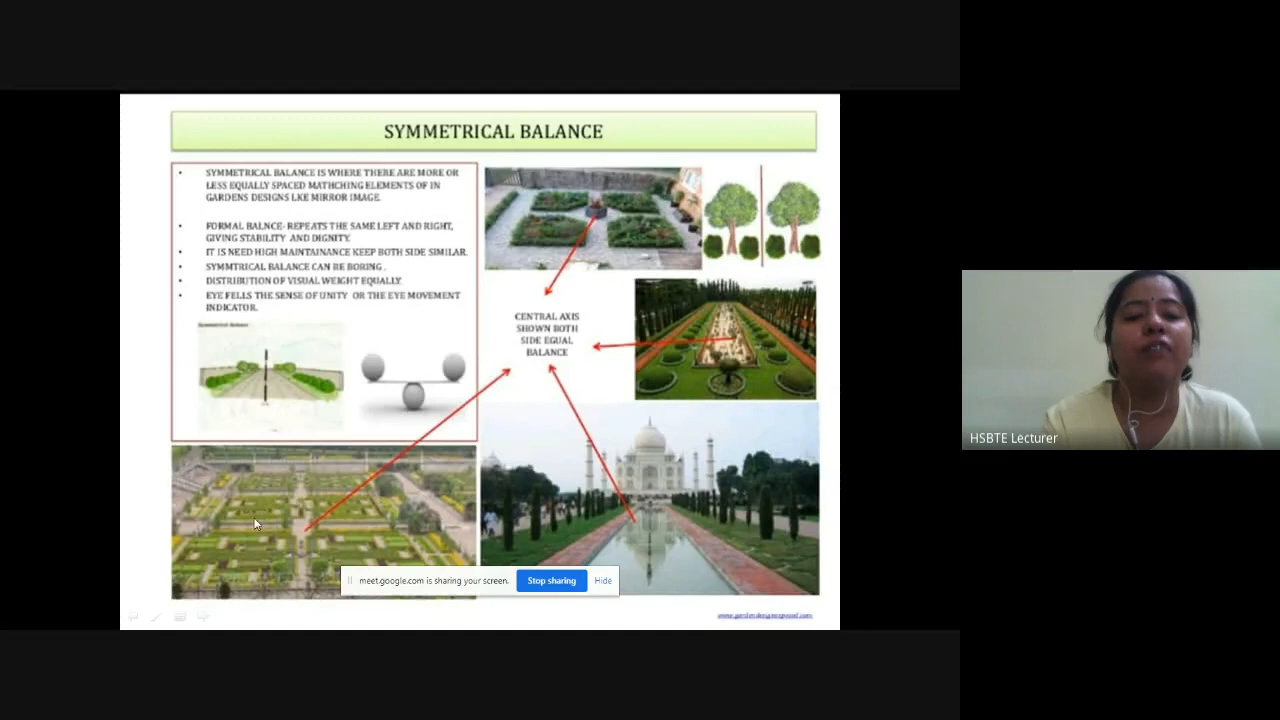 SYMMETRICAL BALANCE
• SYMMETRICAL BALANCE IS WHERE THERE ARE MORE OR
LESS EQUALLY SPACED MATHCHING ELEMENTS OF IN
GARDENS DESIGNS LKE MIRROR IMAGE.
• FORMAL BALNCE- REPEATS THE SAME LEFT AND RIGHT,
GIVING STABILITY AND DIGNITY.
• IT IS NEED HIGH MAINTAINANCE KEEP BOTH SIDE SIMILAR.
• SYMMTRICAL BALANCE CAN BE BORING .
• DISTRIBUTION OF VISUAL WEIGHT EQUALLY.
• EYE FELLS THE SENSE OF UNITY OR THE EYE MOVEMENT
INDICATOR.
Symmetrical Balance
CENTRAL AXIS
SHOWN BOTH
SIDE EQUAL
BALANCE
HSBTE Lecturer
meet.google.com is sharing your screen.
Stop sharing
Hide